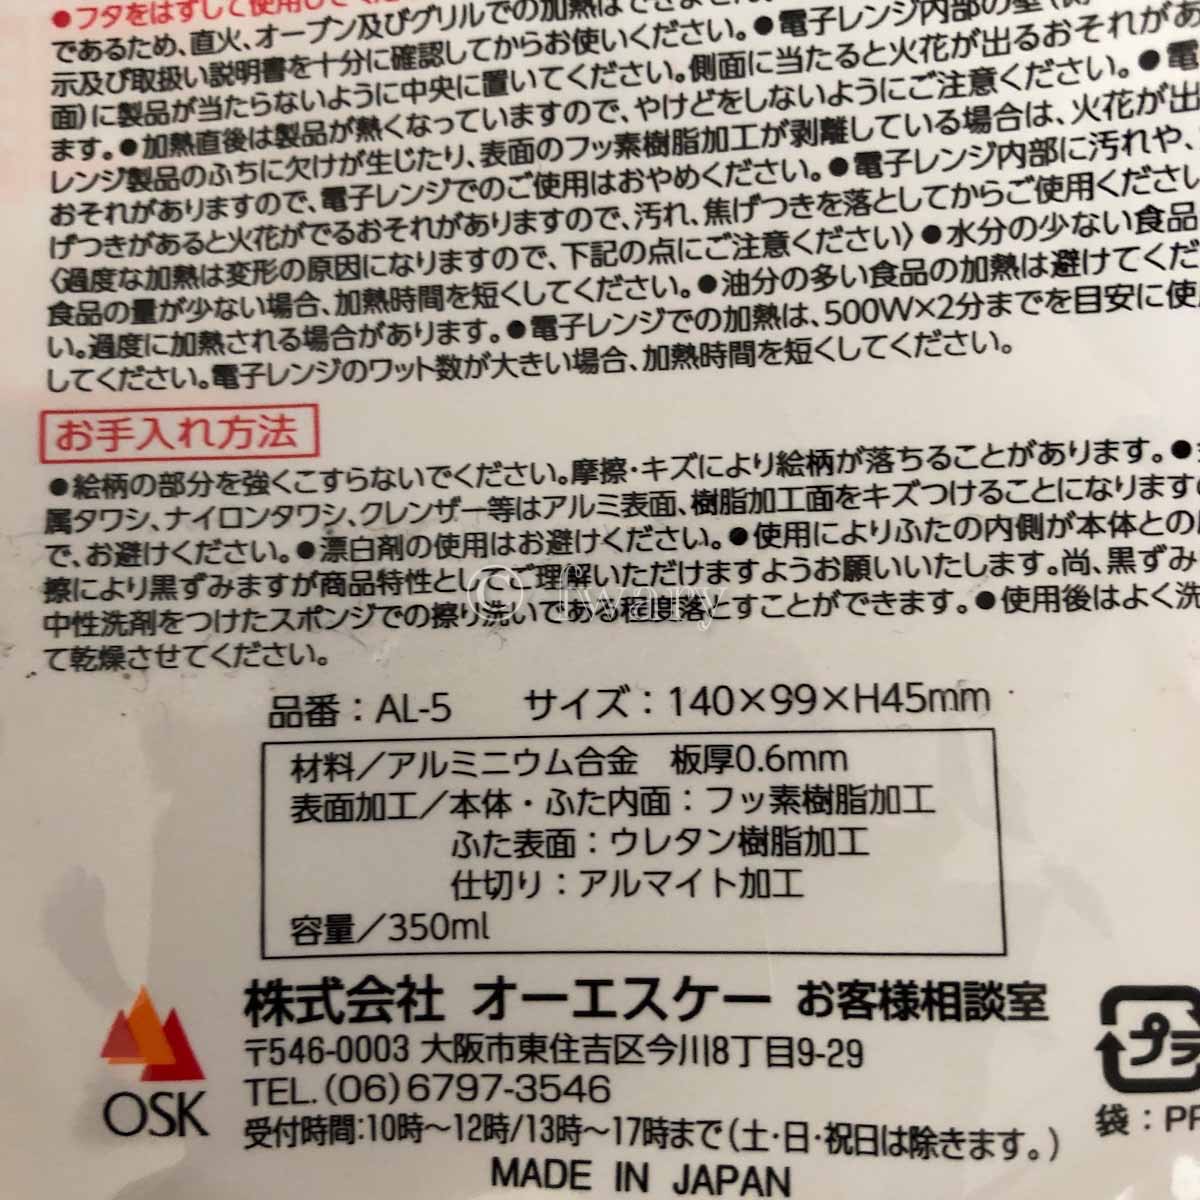 ●フタをはずして使用して
であるため、直火、オーブン及びグリルでの加熱はできません。
示及び取扱い説明書を十分に確認してからお使いください。●電子レンジ内部の壁(側
面)に製品が当たらないように中央に置いてください。側面に当たると火花が出るおそれがあ
ます。●加熱直後は製品が熱くなっていますので、やけどをしないようにご注意ください。●電
レンジ製品のふちに欠けが生じたり、表面のフッ素樹脂加工が剥離している場合は、火花が出
おそれがありますので、電子レンジでのご使用はおやめください。●電子レンジ内部に汚れや、
げつきがあると火花がでるおそれがありますので、汚れ、焦げつきを落としてからご使用ください
〈過度な加熱は変形の原因になりますので、下記の点にご注意ください〉●水分の少ない食品
食品の量が少ない場合、加熱時間を短くしてください。●油分の多い食品の加熱は避けてくだ
い。過度に加熱される場合があります。●電子レンジでの加熱は、500W×2分までを目安に使
してください。電子レンジのワット数が大きい場合、加熱時間を短くしてください。
お手入れ方法
●絵柄の部分を強くこすらないでください。摩擦・キズにより絵柄が落ちることがあります。●
属タワシ、ナイロンタワシ、クレンザー等はアルミ表面、樹脂加工面をキズつけることになります
で、お避けください。●漂白剤の使用はお避けください。●使用によりふたの内側が本体との
擦により黒ずみますが商品特性としてご理解いただけますようお願いいたします。尚、黒ずみ
中性洗剤をつけたスポンジでの擦り洗いである程度落とすことができます。●使用後はよく洗
て乾燥させてください。
© Iwary
品番：AL-5 サイズ：140×99×H45mm
材料／アルミニウム合金 板厚0.6mm
表面加工／本体・ふた内面：フッ素樹脂加工
ふた表面：ウレタン樹脂加工
仕切り：アルマイト加工
容量／350ml
株式会社 オーエスケー お客様相談室
〒546-0003 大阪市東住吉区今川8丁目9-29
TEL.(06)6797-3546
受付時間:10時～12時/13時～17時まで(土・日・祝日は除きます。)
MADE IN JAPAN
OSK
プラ
袋：PP